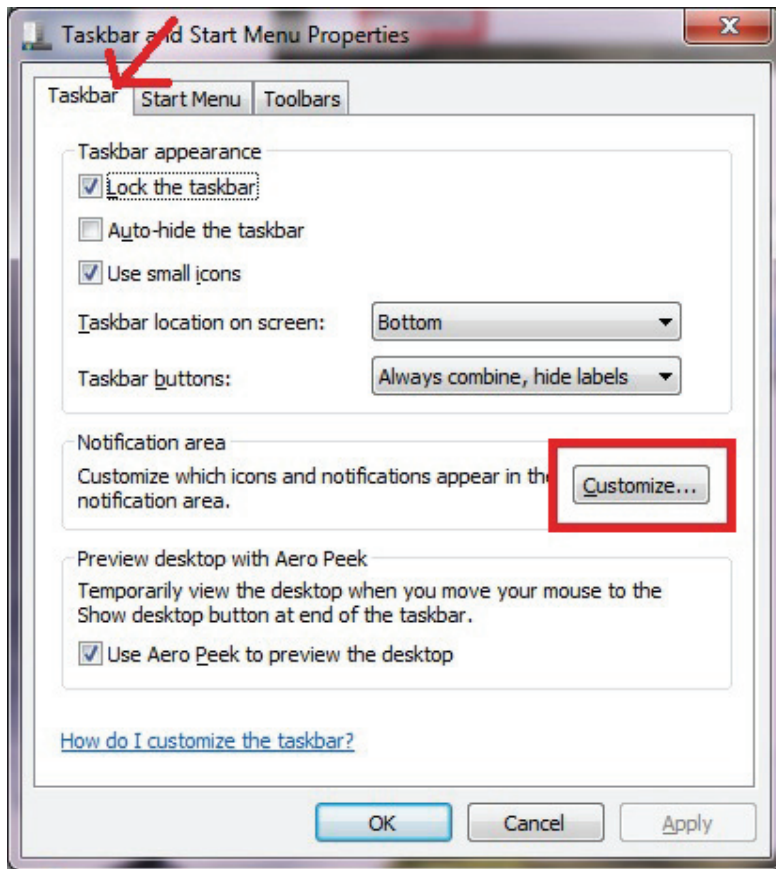 Taskbar and Start Menu Properties
Taskbar Start Menu Toolbars
Taskbar appearance
Lock the taskbar
Auto-hide the taskbar
Use small icons
Taskbar location on screen: Bottom
Taskbar buttons: Always combine, hide labels
Notification area
Customize which icons and notifications appear in the
notification area.
Customize...
Preview desktop with Aero Peek
Temporarily view the desktop when you move your mouse to the
Show desktop button at end of the taskbar.
Use Aero Peek to preview the desktop
How do I customize the taskbar?
OK Cancel Apply